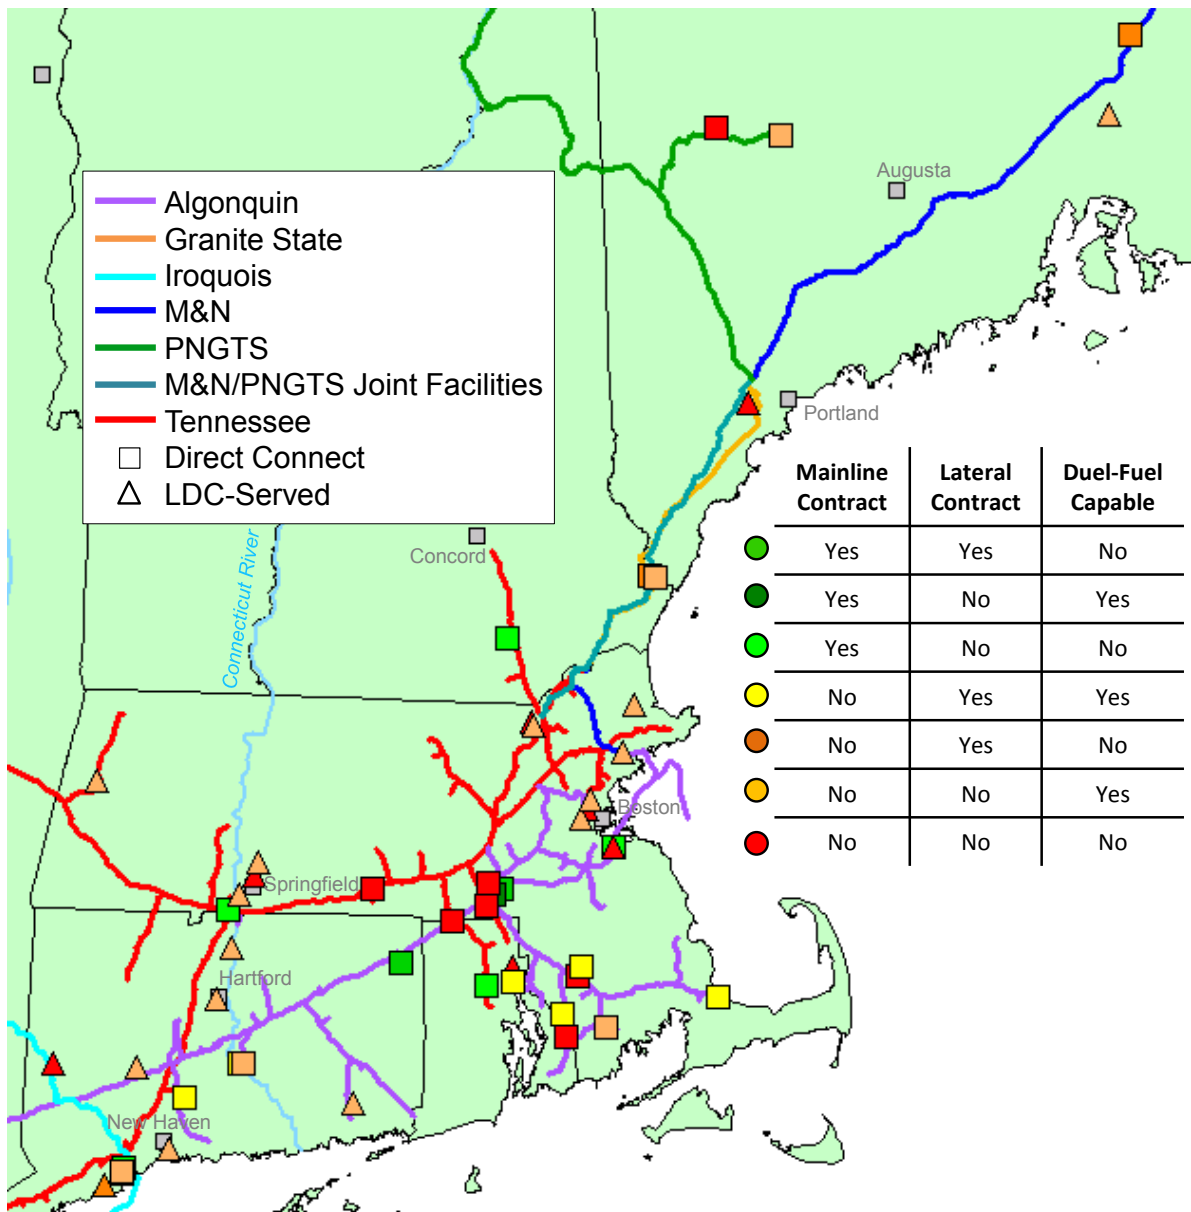 Augusta
Algonquin
Granite State
Iroquois
M&N
PNGTS
M&N/PNGTS Joint Facilities
Tennessee
Direct Connect
LDC-Served
Portland
Mainline Contract Lateral Contract Duel-Fuel Capable
Yes Yes No
Yes No Yes
Yes No No
No Yes Yes
No Yes No
No No Yes
No No No
Concord
Connecticut River
Boston
Springfield
Hartford
New Haven